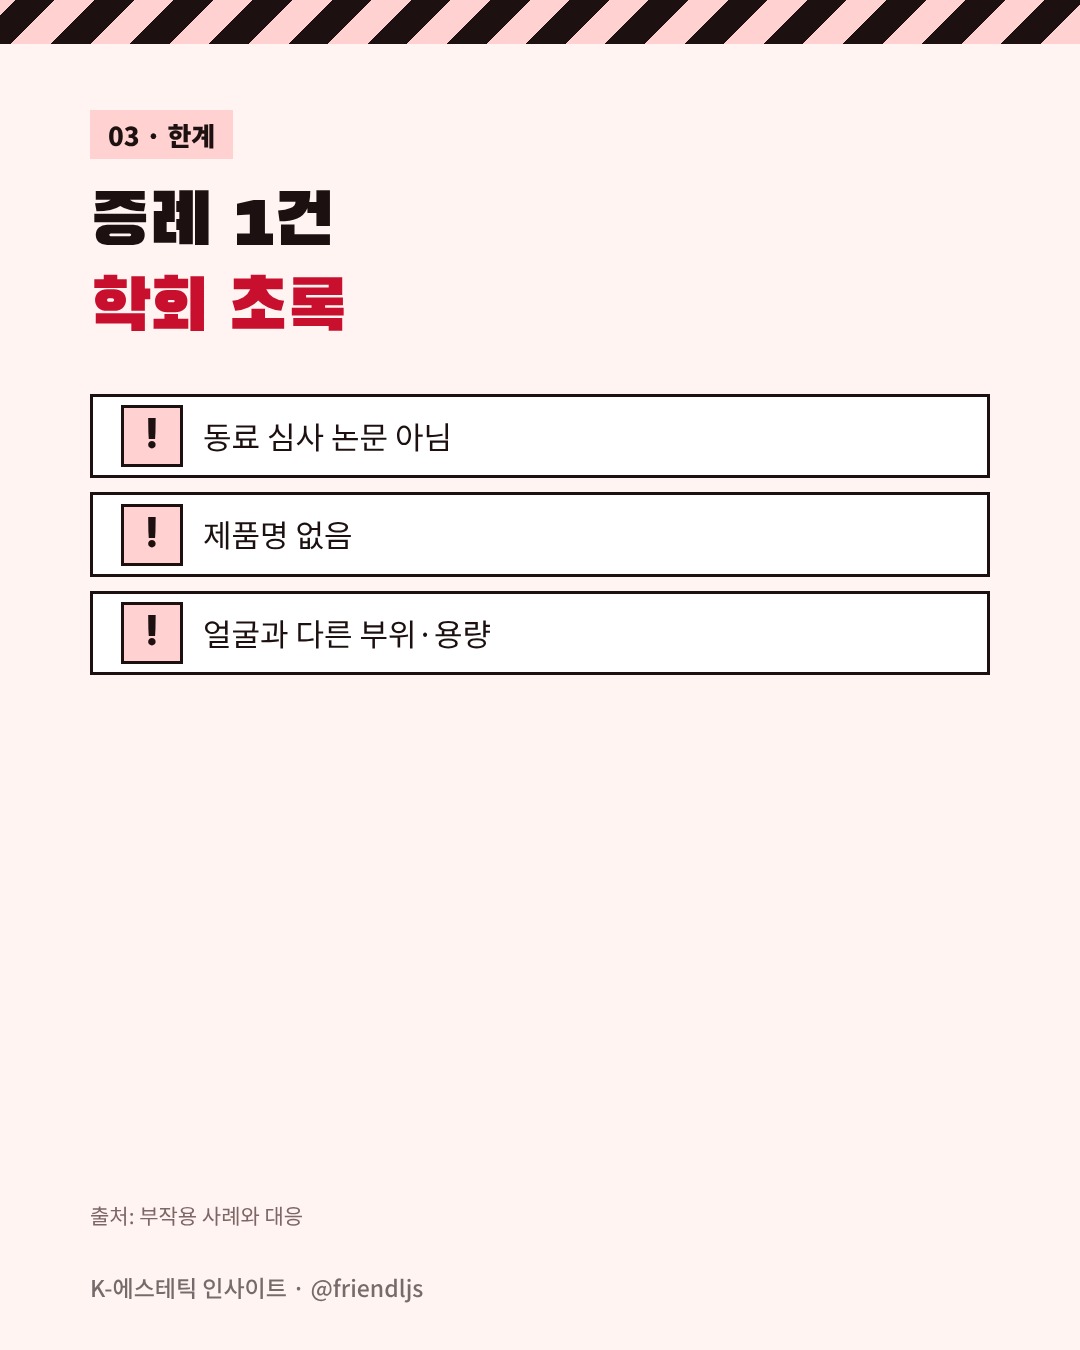 03 · 한계
증례 1건
학회 초록
! 동료 심사 논문 아님
! 제품명 없음
! 얼굴과 다른 부위·용량
출처: 부작용 사례와 대응
K-에스테틱 인사이트 · @friendljs